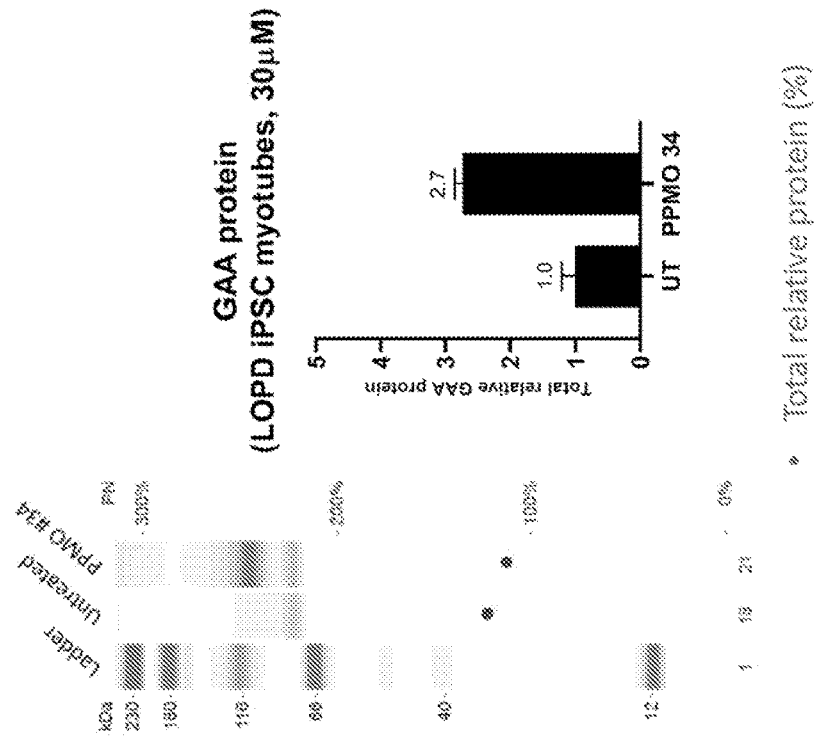 kDa
Ladder
Untreated
PPMO #34
230
180
116
66
40
12
300%
200%
100%
0%
1
21
GAA protein
(LOPD iPSC myotubes, 30µM)
Total relative GAA protein
5
4
3
2
1
0
1.0
2.7
UT
PPMO 34
• Total relative protein (%)